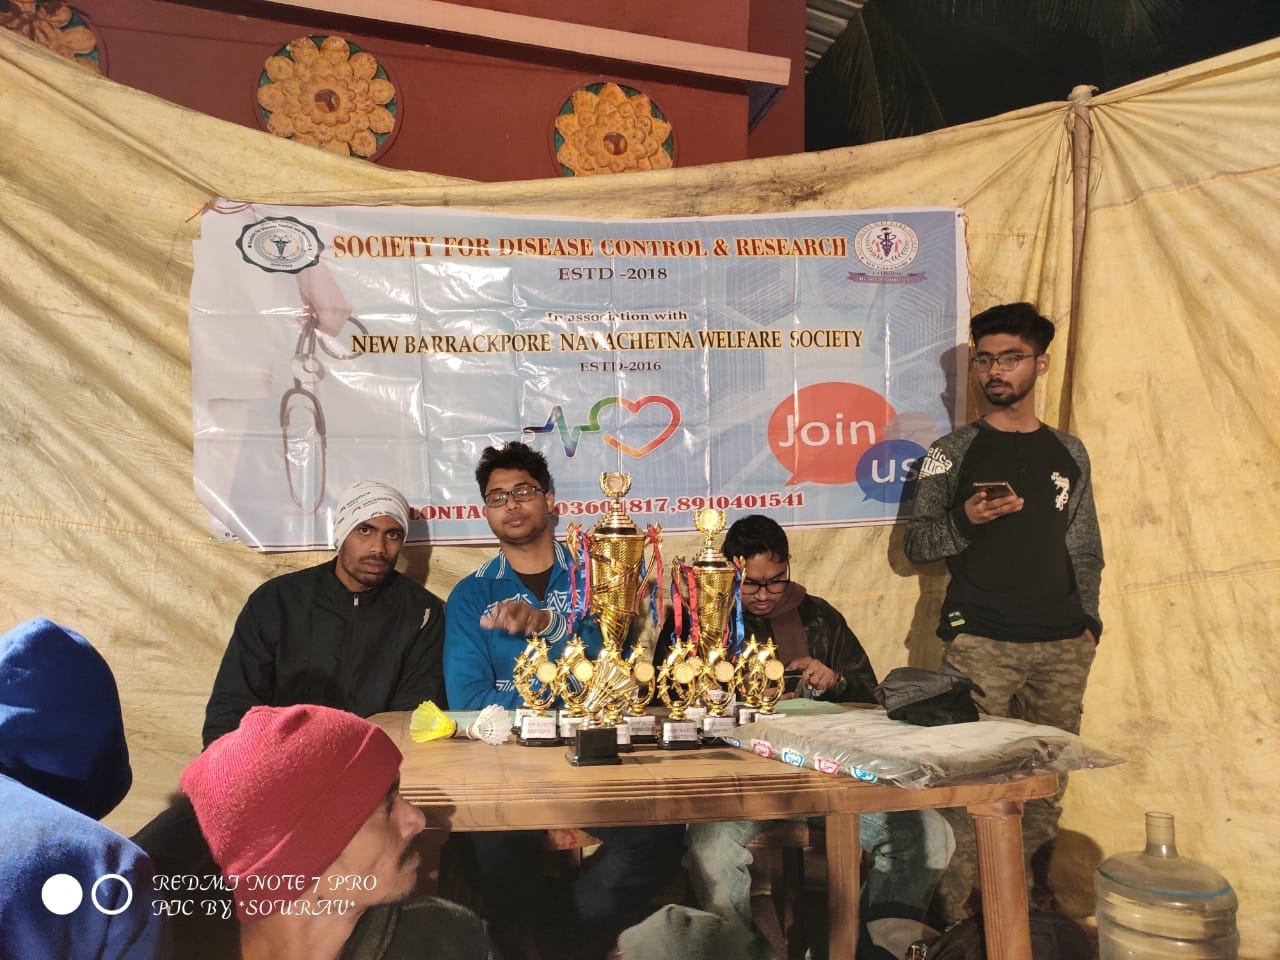 SOCIETY FOR DISEASE CONTROL & RESEARCH
ESTD -2018
In association with
NEW BARRACKPORE NAVACHETNA WELFARE SOCIETY
ESTD-2016
Join
us
8910401541
REDMI NOTE 7 PRO
PIC BY *SOURAV*